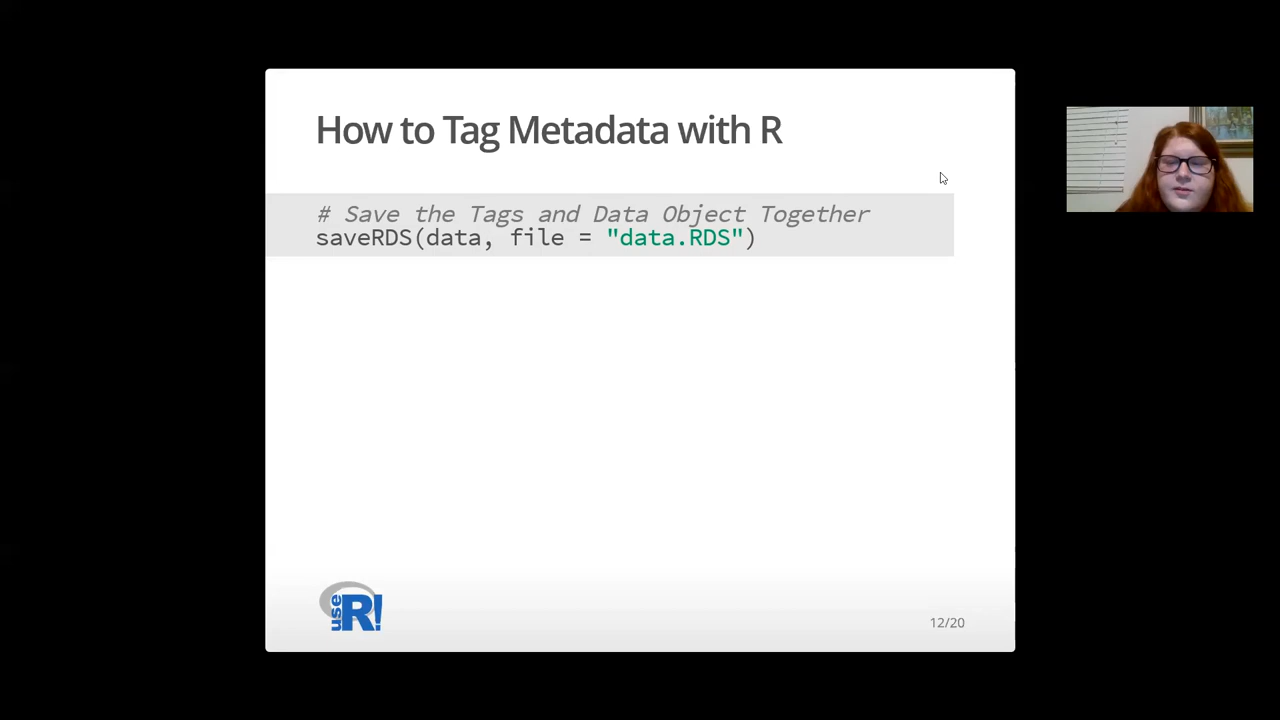 How to Tag Metadata with R
# Save the Tags and Data Object Together
saveRDS(data, file = "data.RDS")
use R!
12/20